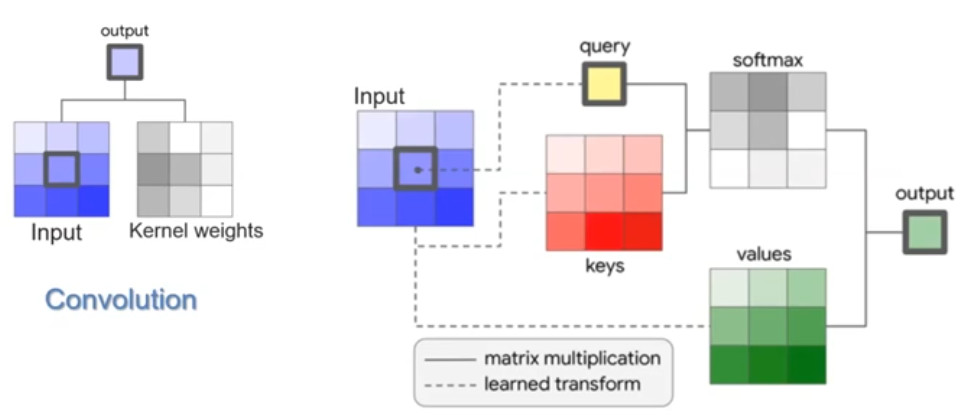 output
Input
Kernel weights
Convolution
Input
query
keys
softmax
values
output
matrix multiplication
learned transform